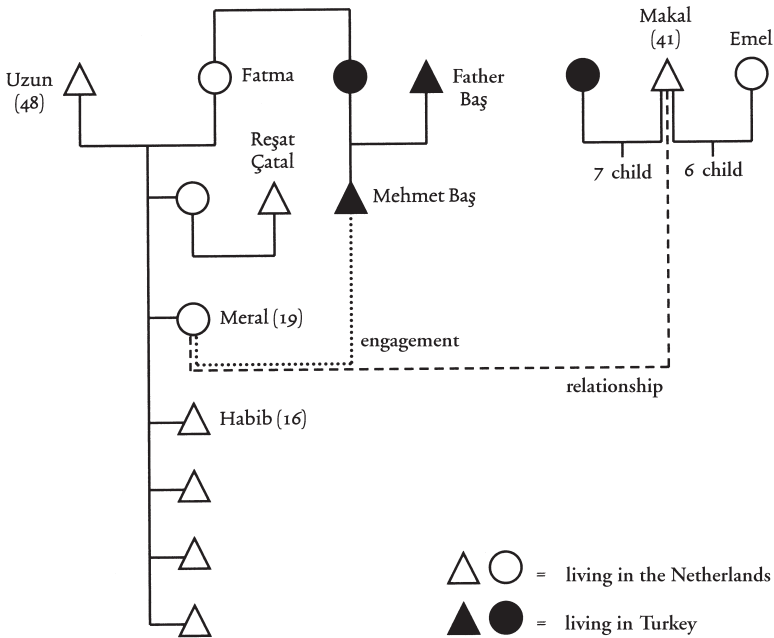 Makal
(41)
Emel
Uzun
(48)
Fatma
Father
Baş
Reşat
Çatal
7 child
6 child
Mehmet Baş
Meral (19)
engagement
relationship
Habib (16)
= living in the Netherlands
= living in Turkey